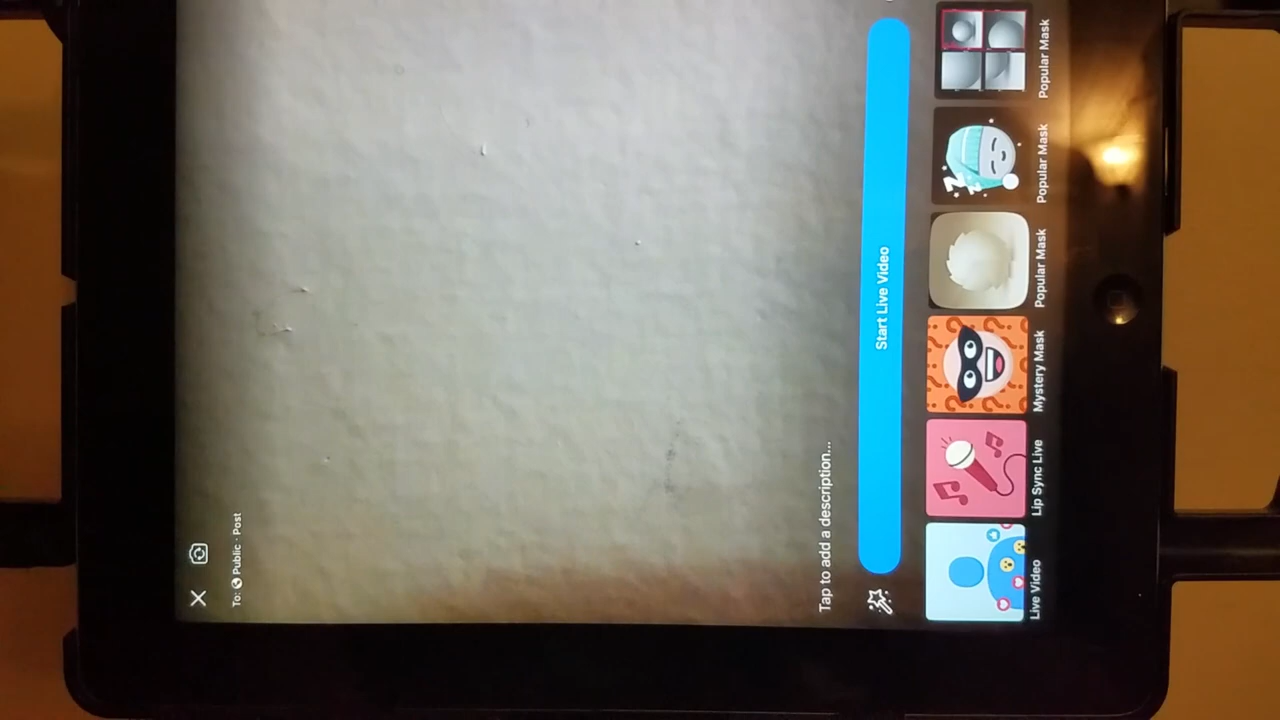 To: Public · Post
Tap to add a description...
Start Live Video
Live Video
Lip Sync Live
Mystery Mask
Popular Mask
Popular Mask
Popular Mask